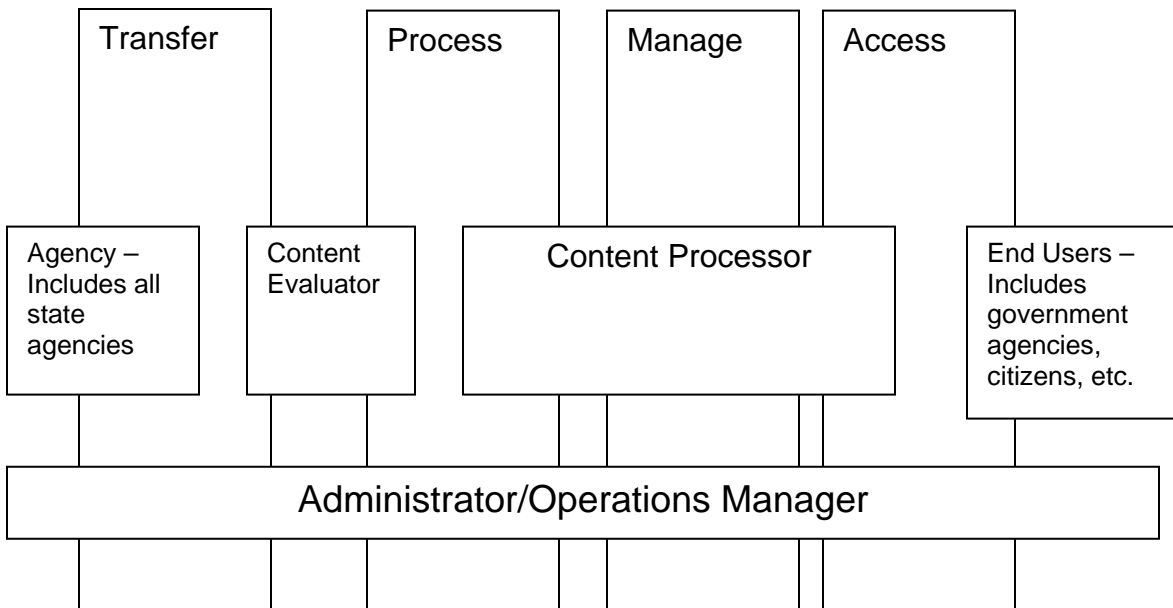 Transfer
Process
Manage
Access
Agency –
Includes all
state
agencies
Content
Evaluator
Content Processor
End Users –
Includes
government
agencies,
citizens, etc.
Administrator/Operations Manager